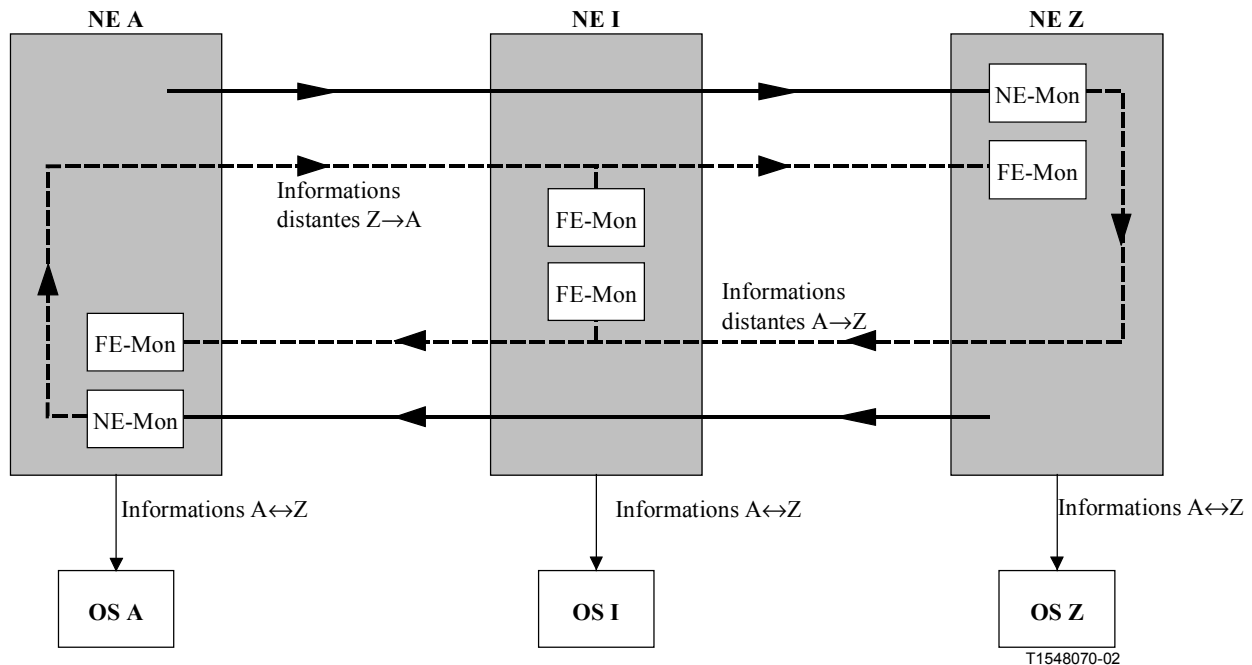 NE A
NE I
NE Z
NE-Mon
FE-Mon
Informations
distantes Z→A
FE-Mon
FE-Mon
Informations
distantes A→Z
FE-Mon
NE-Mon
Informations A↔Z
Informations A↔Z
Informations A↔Z
OS A
OS I
OS Z
T1548070-02